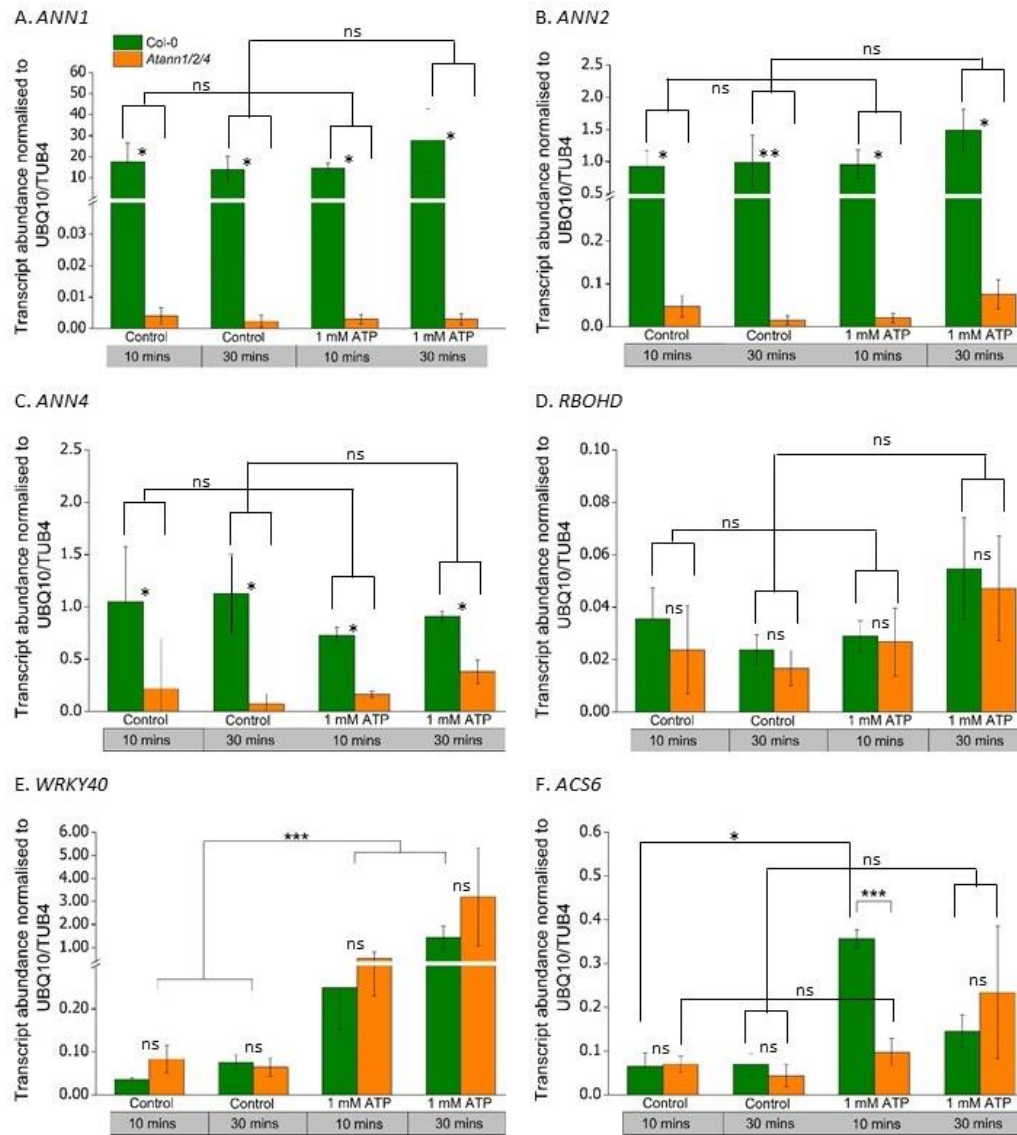 A. ANN1
Col-0
Atann1/2/4
Transcript abundance normalised to
UBQ10/TUB4
60
50
40
30
20
10
0.03
0.02
0.01
0.00
ns
ns
*
*
*
*
Control
Control
1 mM ATP
1 mM ATP
10 mins
30 mins
10 mins
30 mins
B. ANN2
Transcript abundance normalised to
UBQ10/TUB4
2.5
2.0
1.5
1.0
0.5
0.2
0.1
0.0
ns
ns
*
**
*
*
Control
Control
1 mM ATP
1 mM ATP
10 mins
30 mins
10 mins
30 mins
C. ANN4
Transcript abundance normalised to
UBQ10/TUB4
2.5
2.0
1.5
1.0
0.5
0.0
ns
ns
*
*
*
*
Control
Control
1 mM ATP
1 mM ATP
10 mins
30 mins
10 mins
30 mins
D. RBOHD
Transcript abundance normalised to
UBQ10/TUB4
0.10
0.08
0.06
0.04
0.02
0.00
ns
ns
ns
ns
ns
ns
Control
Control
1 mM ATP
1 mM ATP
10 mins
30 mins
10 mins
30 mins
E. WRKY40
Transcript abundance normalised to
UBQ10/TUB4
6.00
5.00
4.00
3.00
2.00
1.00
0.20
0.10
0.00
***
ns
ns
ns
ns
Control
Control
1 mM ATP
1 mM ATP
10 mins
30 mins
10 mins
30 mins
F. ACS6
Transcript abundance normalised to
UBQ10/TUB4
0.6
0.5
0.4
0.3
0.2
0.1
0.0
*
ns
***
ns
ns
ns
ns
Control
Control
1 mM ATP
1 mM ATP
10 mins
30 mins
10 mins
30 mins